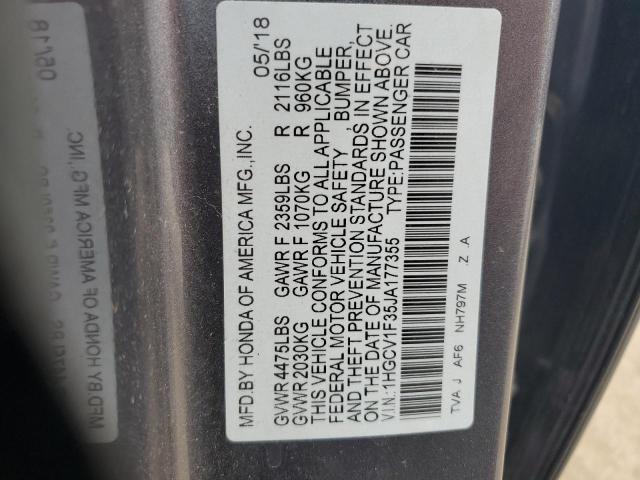 MFD.BY HONDA OF AMERICA MFG.,INC. 05/'18
GVWR 4475LBS GAWR F 2359LBS R 2116LBS
GVWR 2030KG GAWR F 1070KG R 960KG
THIS VEHICLE CONFORMS TO ALL APPLICABLE
FEDERAL MOTOR VEHICLE SAFETY BUMPER,
AND THEFT PREVENTION STANDARDS IN EFFECT
ON THE DATE OF MANUFACTURE SHOWN ABOVE.
V.I.N.:1HGCV1F35JA177355 TYPE:PASSENGER CAR
TVA J AF6 NH797M .Z .A
MFD BY HONDA OF AMERICA MFG.,INC. 05/'18